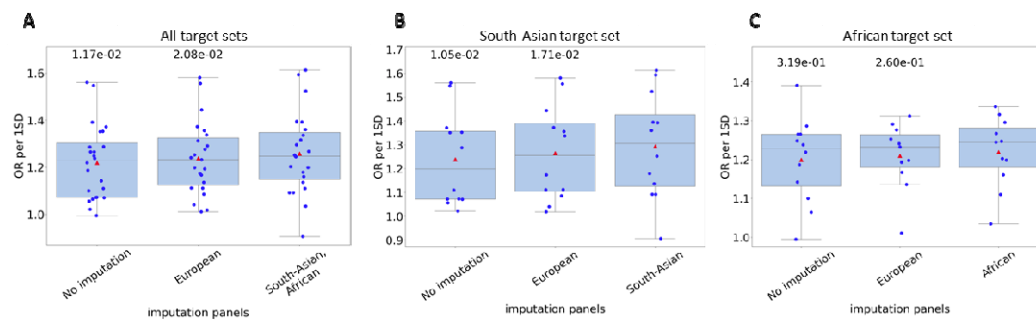 A
All target sets
1.17e-02 2.08e-02
1.6
1.4
1.2
1.0
OR per 1SD
No imputation
European
South-Asian,
African
imputation panels
B
South-Asian target set
1.05e-02 1.71e-02
1.7
1.6
1.5
1.4
1.3
1.2
1.1
1.0
0.9
OR per 1SD
No imputation
European
South-Asian
imputation panels
C
African target set
3.19e-01 2.60e-01
1.4
1.3
1.2
1.1
1.0
OR per 1SD
No imputation
European
African
imputation panels